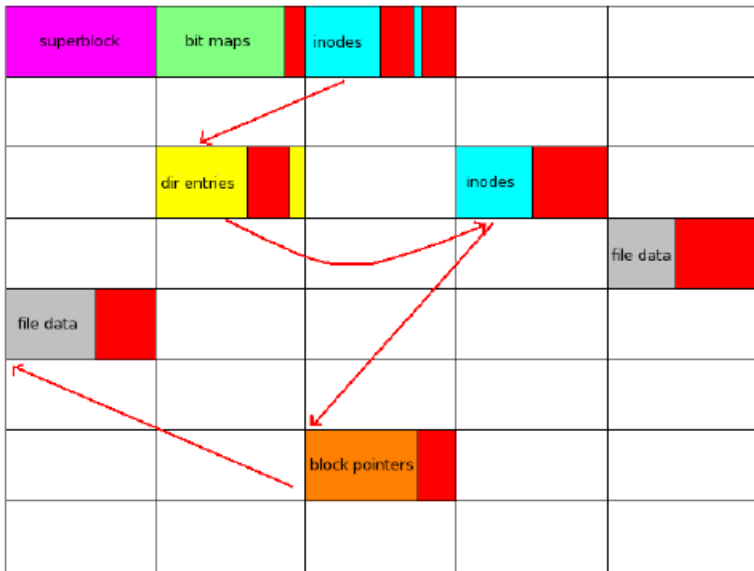 superblock
bit maps
inodes
dir entries
inodes
file data
file data
block pointers